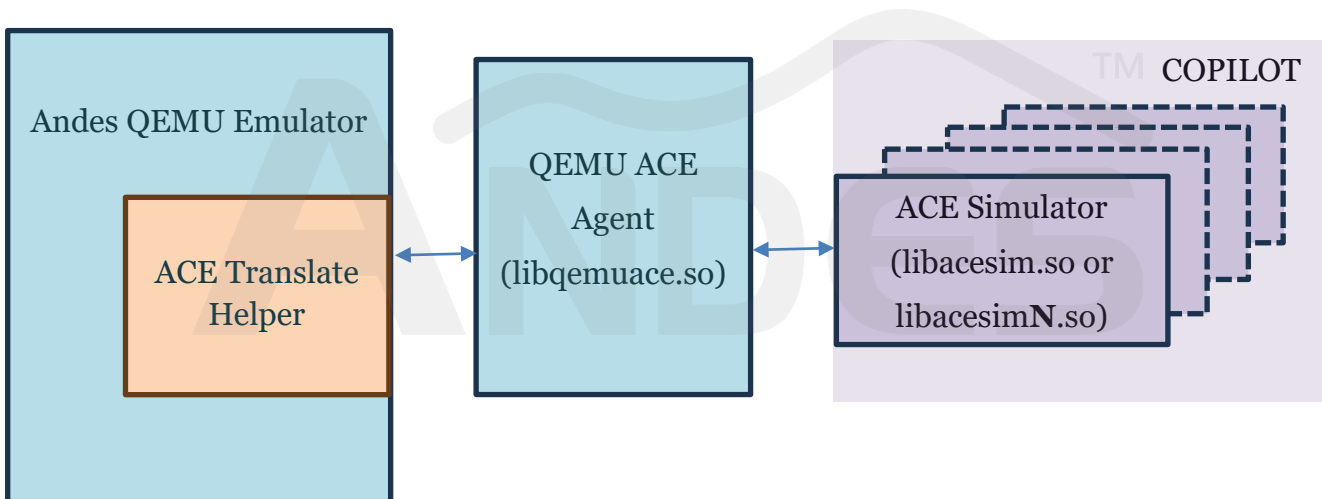 Andes QEMU Emulator
ACE Translate
Helper
QEMU ACE
Agent
(libqemuace.so)
TM
COPILOT
ACE Simulator
(libacesim.so or
libacesimN.so)
ANDES